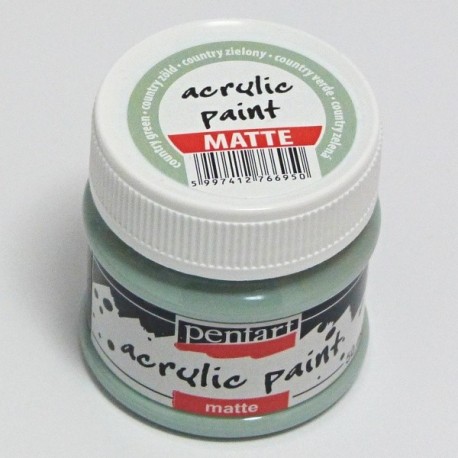 country green • country zöld • country zielony • country verde • country zelená
acrylic
paint
MATTE
5 997412 766950
pentart
acrylic paint
matte